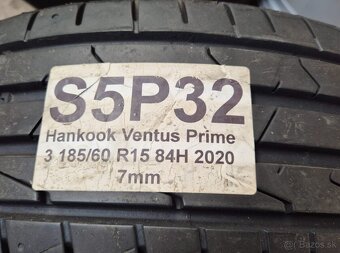 S5P32
Hankook Ventus Prime
3 185/60 R15 84H 2020
7mm
bazos.sk